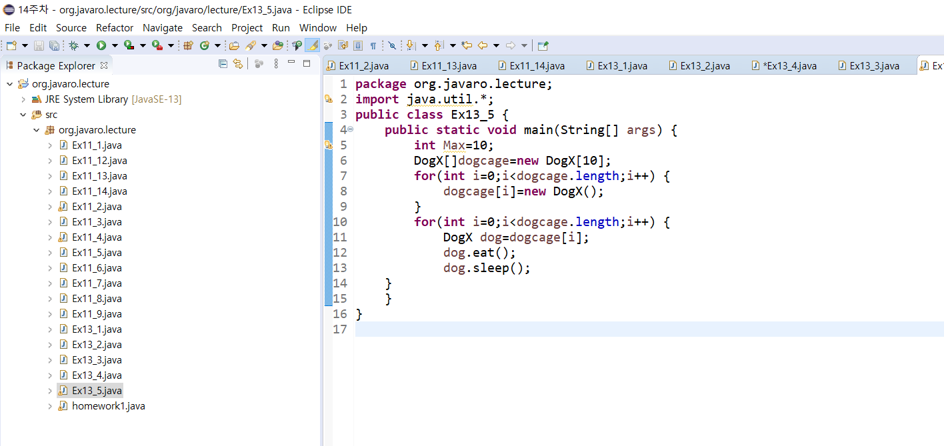 14주차 - org.javaro.lecture/src/org/javaro/lecture/Ex13_5.java - Eclipse IDE
File Edit Source Refactor Navigate Search Project Run Window Help
Package Explorer
Ex11_2.java Ex11_13.java Ex11_14.java Ex13_1.java Ex13_2.java *Ex13_4.java Ex13_3.java Ex1
org.javaro.lecture
JRE System Library [JavaSE-13]
src
org.javaro.lecture
Ex11_1.java
Ex11_12.java
Ex11_13.java
Ex11_14.java
Ex11_2.java
Ex11_3.java
Ex11_4.java
Ex11_5.java
Ex11_6.java
Ex11_7.java
Ex11_8.java
Ex11_9.java
Ex13_1.java
Ex13_2.java
Ex13_3.java
Ex13_4.java
Ex13_5.java
homework1.java
1 package org.javaro.lecture;
2 import java.util.*;
3 public class Ex13_5 {
4 public static void main(String[] args) {
5 int Max=10;
6 DogX[]dogcage=new DogX[10];
7 for(int i=0;i<dogcage.length;i++) {
8 dogcage[i]=new DogX();
9 }
10 for(int i=0;i<dogcage.length;i++) {
11 DogX dog=dogcage[i];
12 dog.eat();
13 dog.sleep();
14 }
15 }
16 }
17